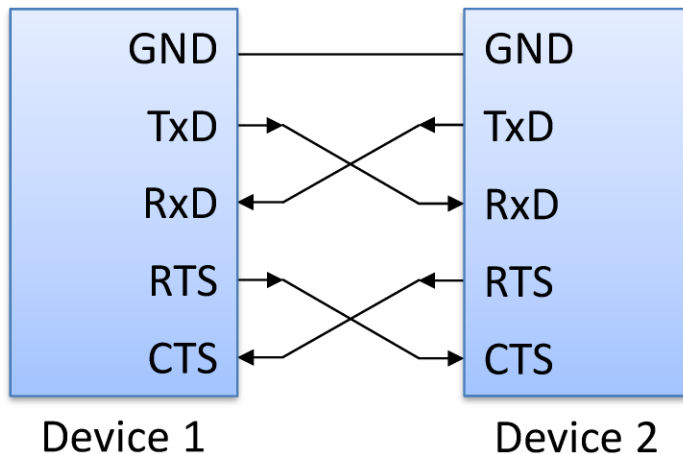 GND GND
TxD TxD
RxD RxD
RTS RTS
CTS CTS
Device 1 Device 2